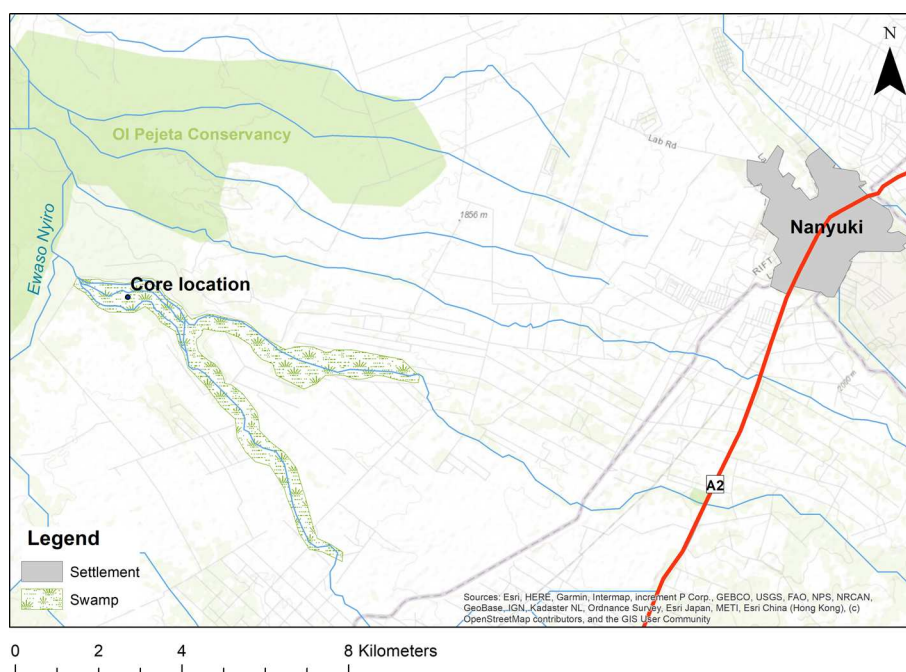 N
Ol Pejeta Conservancy
Lab Rd
1856 m
Nanyuki
Ewaso Nyiro
Core location
RIFT
A2
Legend
Settlement
Swamp
Sources: Esri, HERE, Garmin, Intermap, increment P Corp., GEBCO, USGS, FAO, NPS, NRCAN,
GeoBase, IGN, Kadaster NL, Ordnance Survey, Esri Japan, METI, Esri China (Hong Kong), (c)
OpenStreetMap contributors, and the GIS User Community
0 2 4 8 Kilometers